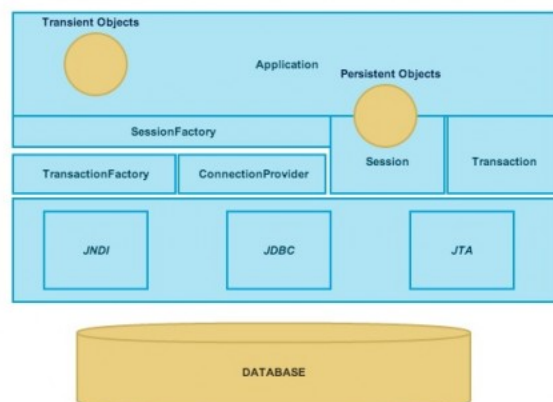 Transient Objects
Application
Persistent Objects
SessionFactory
Session
Transaction
TransactionFactory
ConnectionProvider
JNDI
JDBC
JTA
DATABASE